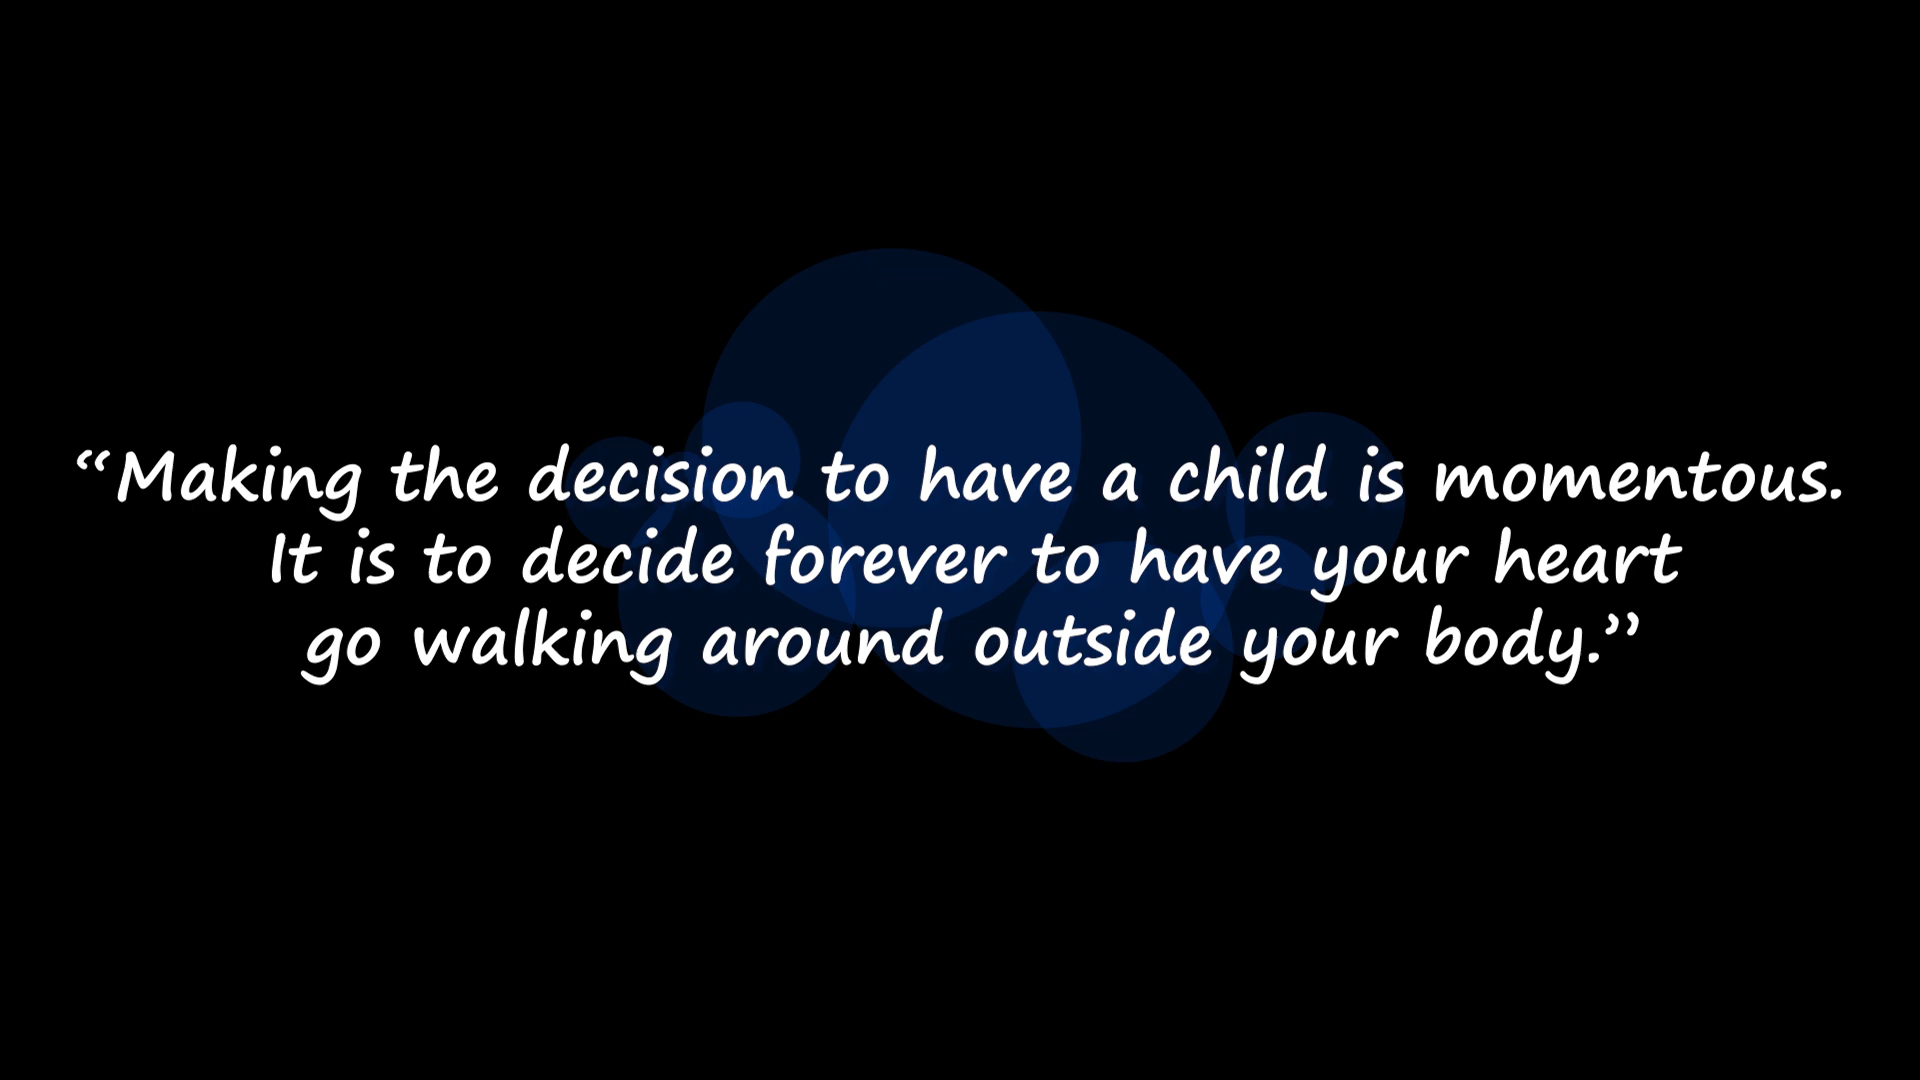 “Making the decision to have a child is momentous.
It is to decide forever to have your heart
go walking around outside your body.”